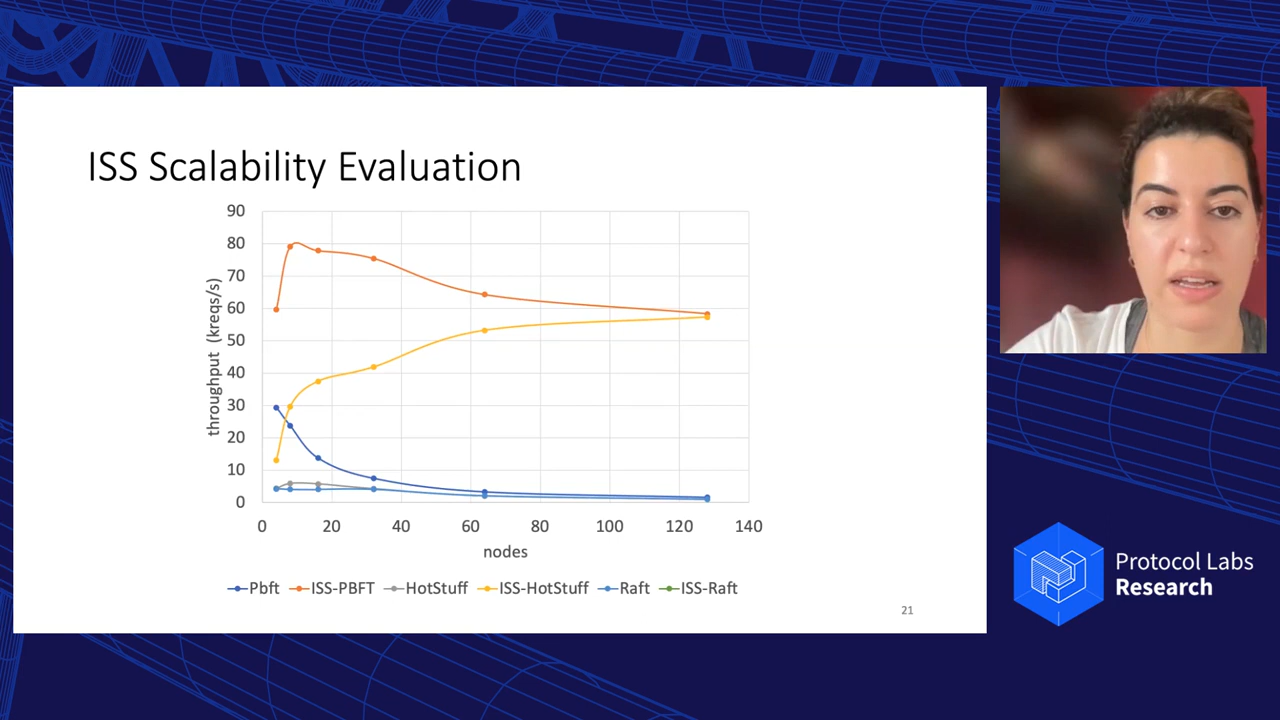 ISS Scalability Evaluation
90
80
70
60
50
40
30
20
10
0
throughput (kreqs/s)
0 20 40 60 80 100 120 140
nodes
Pbft ISS-PBFT HotStuff ISS-HotStuff Raft ISS-Raft
21
Protocol Labs
Research